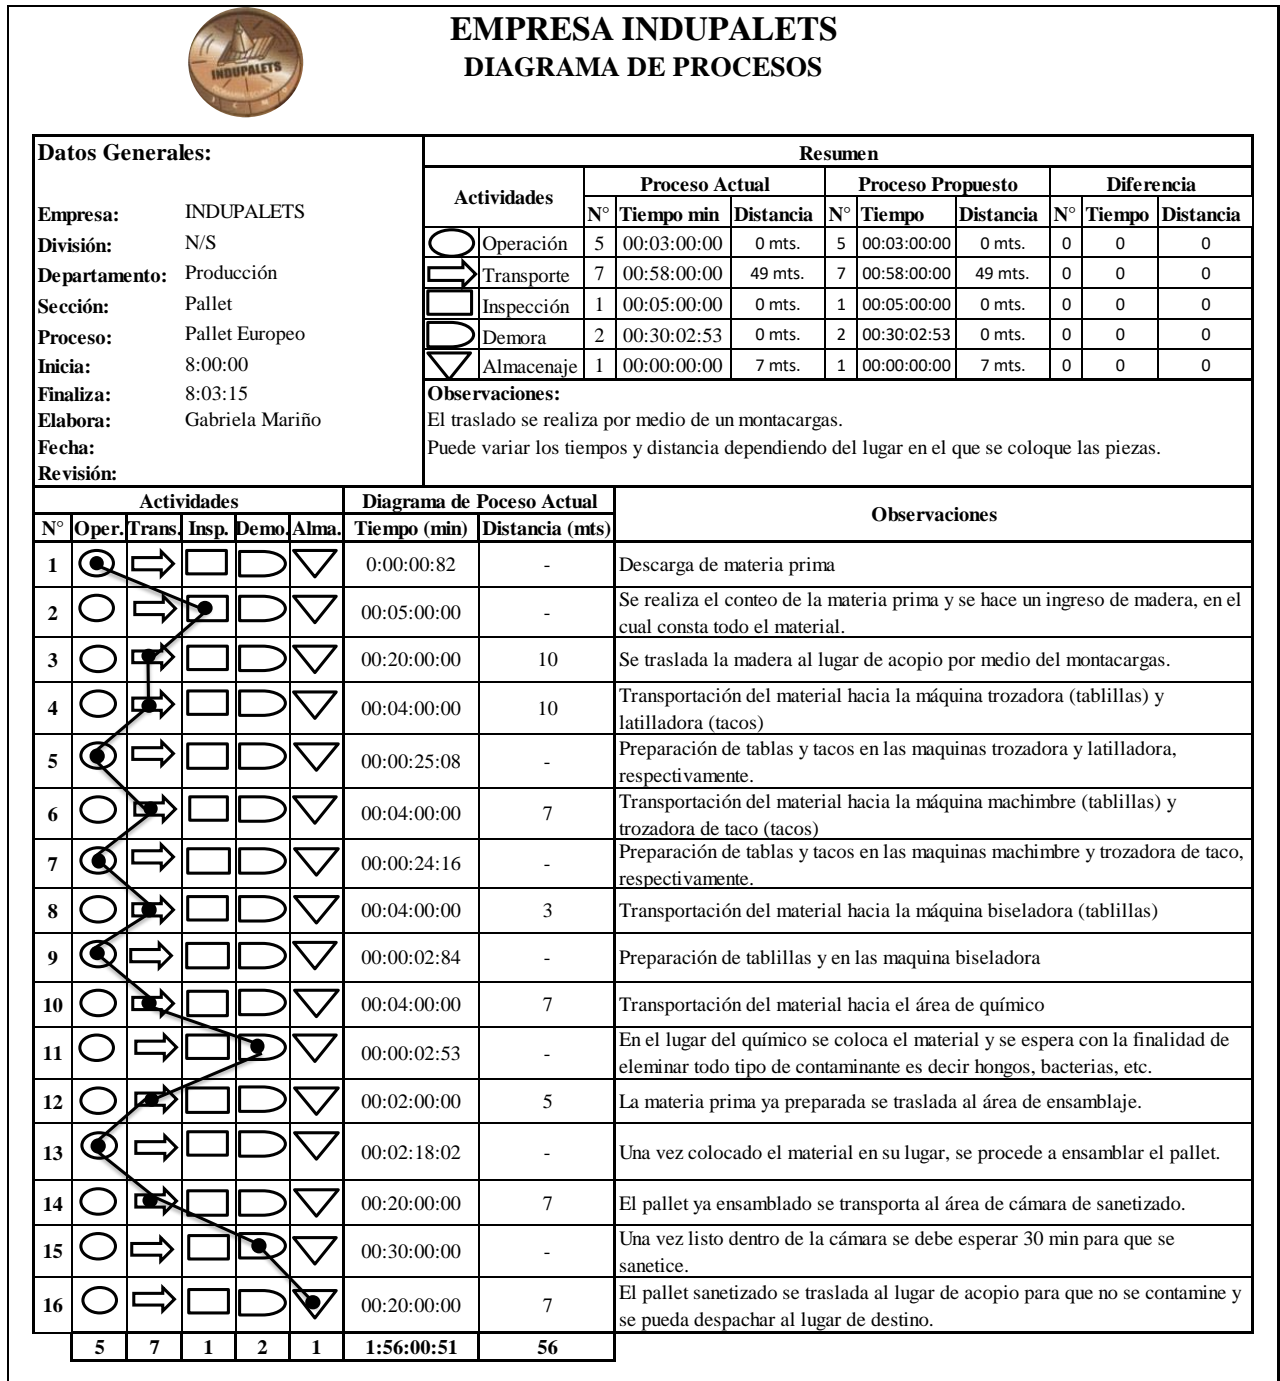 EMPRESA INDUPALETS
DIAGRAMA DE PROCESOS
INDUPALETS
Datos Generales:
Empresa: INDUPALETS
División: N/S
Departamento: Producción
Sección: Pallet
Proceso: Pallet Europeo
Inicia: 8:00:00
Finaliza: 8:03:15
Elabora: Gabriela Mariño
Fecha:
Revisión:
Resumen
Actividades Proceso Actual Proceso Propuesto Diferencia
N° Tiempo min Distancia N° Tiempo Distancia N° Tiempo Distancia
Operación 5 00:03:00:00 0 mts. 5 00:03:00:00 0 mts. 0 0 0
Transporte 7 00:58:00:00 49 mts. 7 00:58:00:00 49 mts. 0 0 0
Inspección 1 00:05:00:00 0 mts. 1 00:05:00:00 0 mts. 0 0 0
Demora 2 00:30:02:53 0 mts. 2 00:30:02:53 0 mts. 0 0 0
Almacenaje 1 00:00:00:00 7 mts. 1 00:00:00:00 7 mts. 0 0 0
Observaciones:
El traslado se realiza por medio de un montacargas.
Puede variar los tiempos y distancia dependiendo del lugar en el que se coloque las piezas.
Actividades Diagrama de Poceso Actual Observaciones
N° Oper. Trans. Insp. Demo. Alma. Tiempo (min) Distancia (mts)
1 0:00:00:82 - Descarga de materia prima
2 00:05:00:00 - Se realiza el conteo de la materia prima y se hace un ingreso de madera, en el
cual consta todo el material.
3 00:20:00:00 10 Se traslada la madera al lugar de acopio por medio del montacargas.
4 00:04:00:00 10 Transportación del material hacia la máquina trozadora (tablillas) y
latilladora (tacos)
5 00:00:25:08 - Preparación de tablas y tacos en las maquinas trozadora y latilladora,
respectivamente.
6 00:04:00:00 7 Transportación del material hacia la máquina machimbre (tablillas) y
trozadora de taco (tacos)
7 00:00:24:16 - Preparación de tablas y tacos en las maquinas machimbre y trozadora de taco,
respectivamente.
8 00:04:00:00 3 Transportación del material hacia la máquina biseladora (tablillas)
9 00:00:02:84 - Preparación de tablillas y en las maquina biseladora
10 00:04:00:00 7 Transportación del material hacia el área de químico
11 00:00:02:53 - En el lugar del químico se coloca el material y se espera con la finalidad de
eleminar todo tipo de contaminante es decir hongos, bacterias, etc.
12 00:02:00:00 5 La materia prima ya preparada se traslada al área de ensamblaje.
13 00:02:18:02 - Una vez colocado el material en su lugar, se procede a ensamblar el pallet.
14 00:20:00:00 7 El pallet ya ensamblado se transporta al área de cámara de sanetizado.
15 00:30:00:00 - Una vez listo dentro de la cámara se debe esperar 30 min para que se
sanetice.
16 00:20:00:00 7 El pallet sanetizado se traslada al lugar de acopio para que no se contamine y
se pueda despachar al lugar de destino.
5 7 1 2 1 1:56:00:51 56